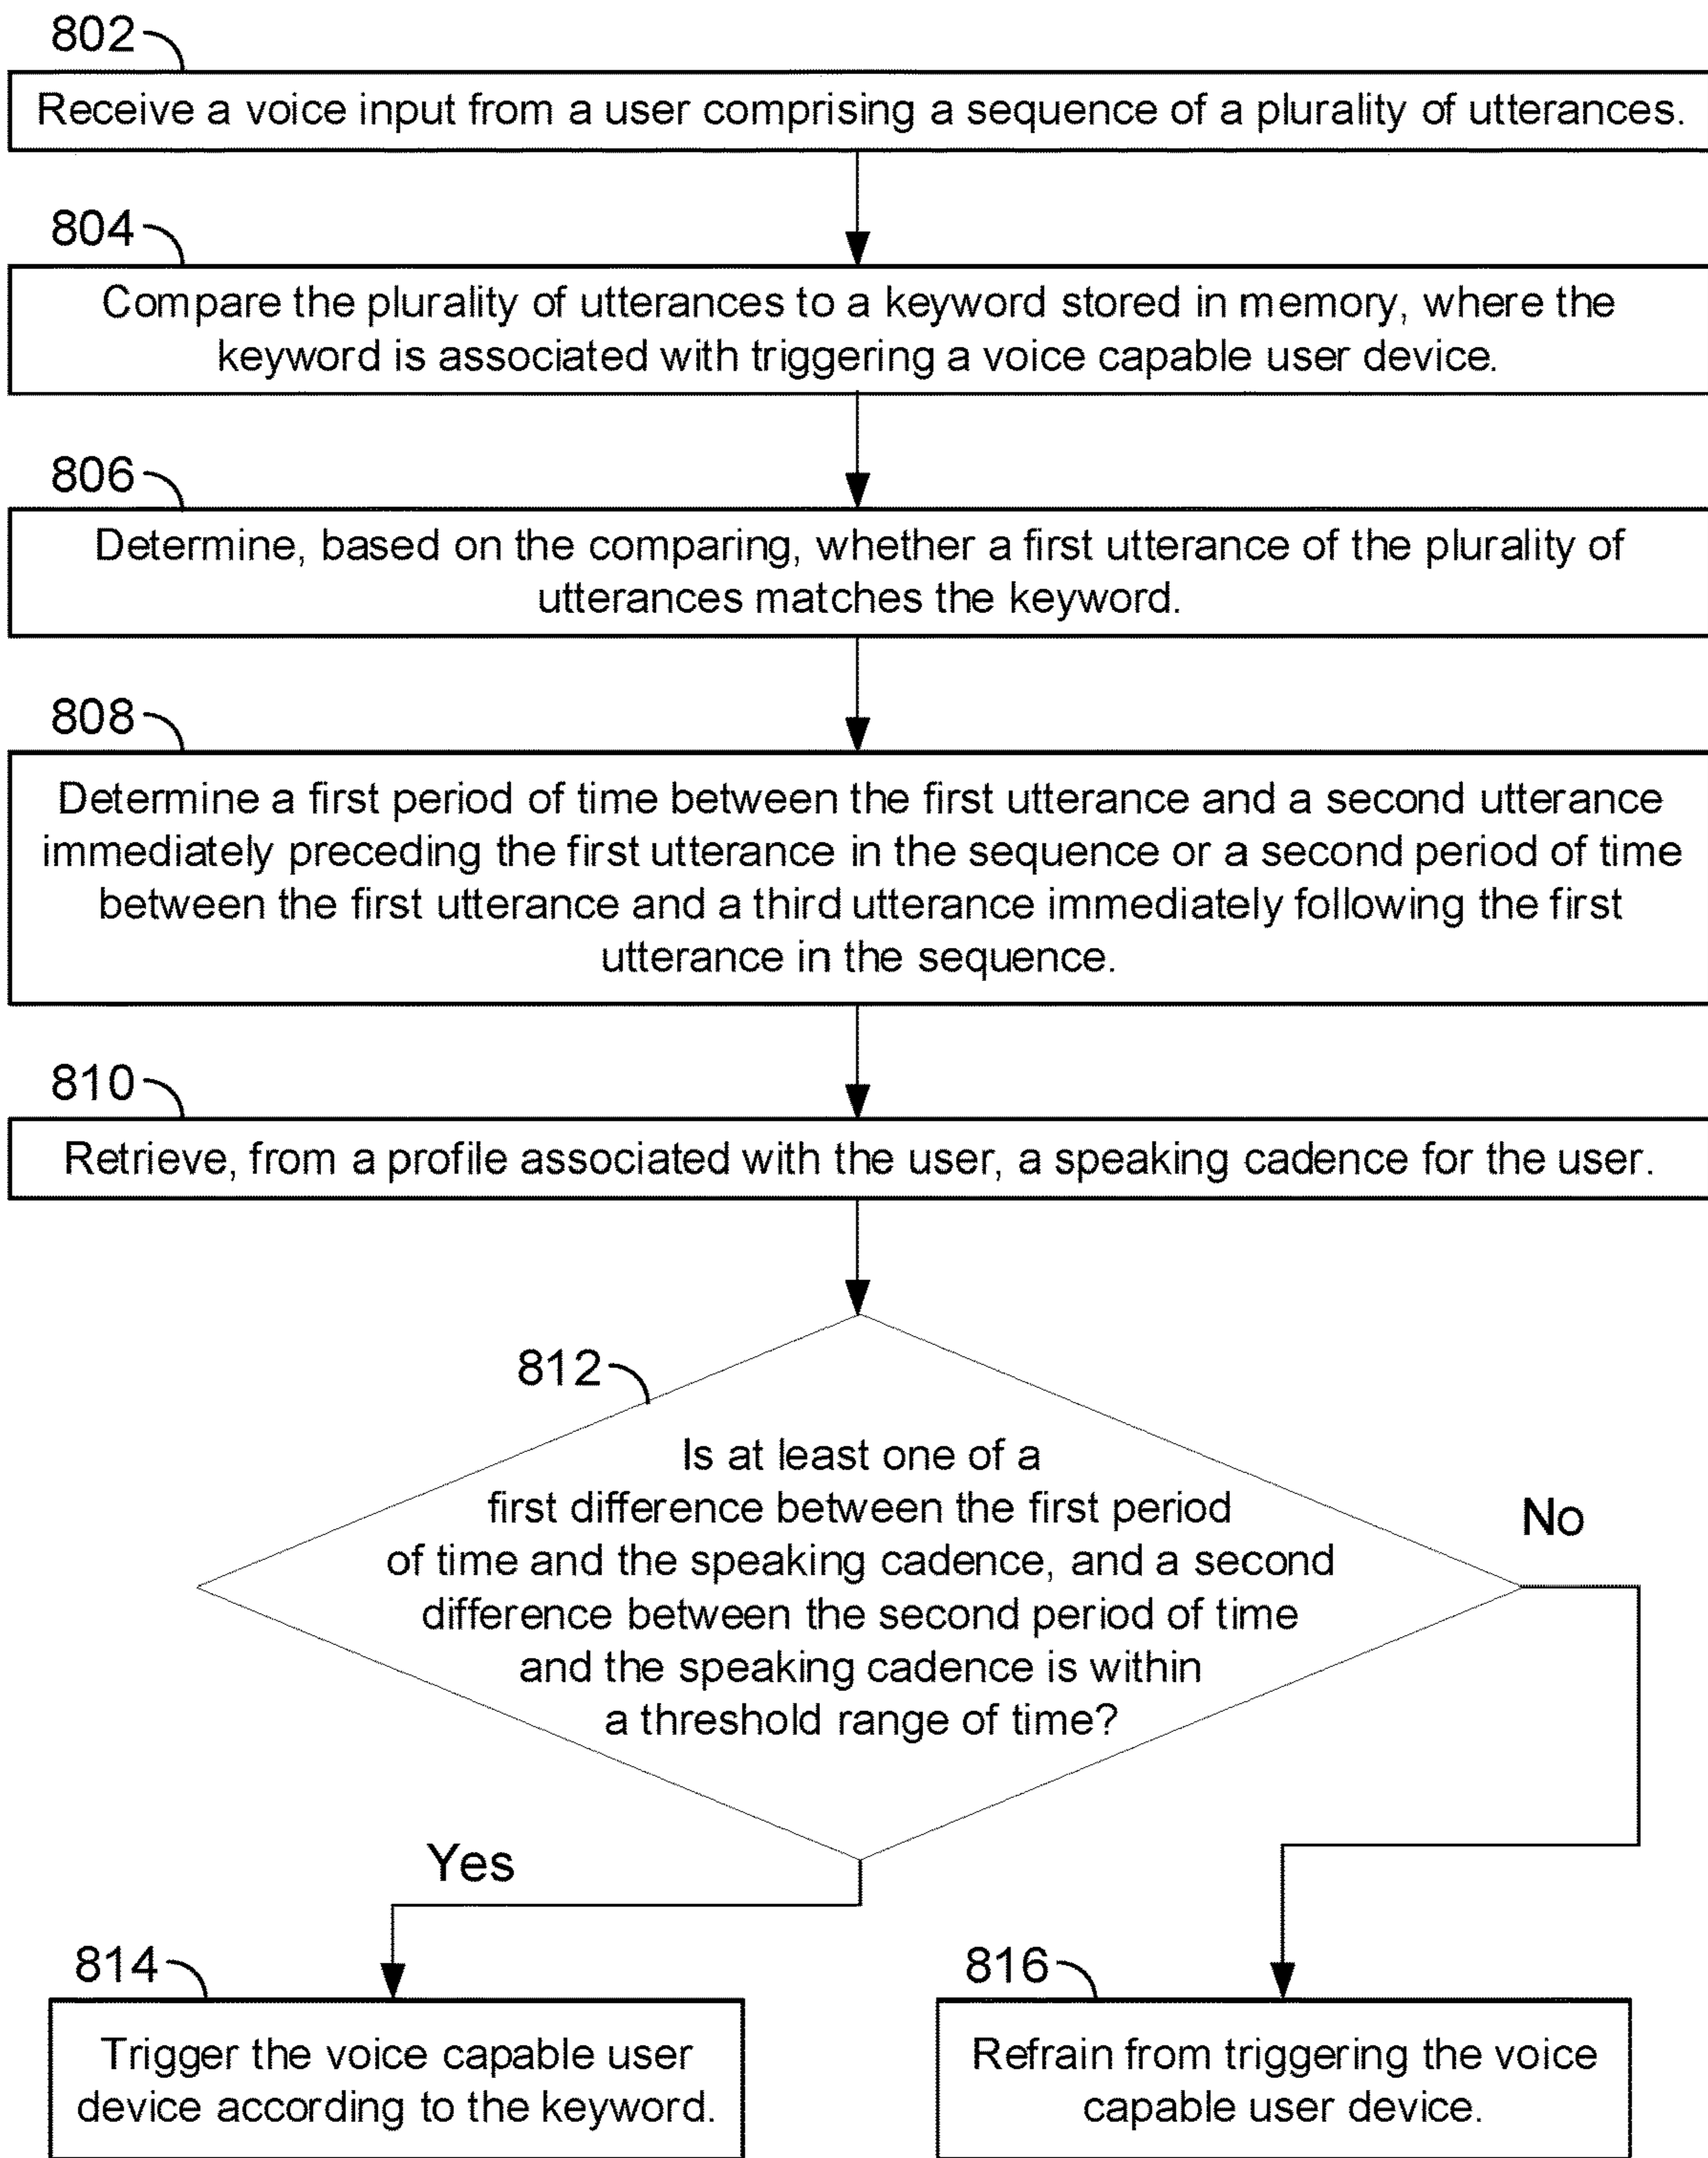 802
Receive a voice input from a user comprising a sequence of a plurality of utterances.
804
Compare the plurality of utterances to a keyword stored in memory, where the
keyword is associated with triggering a voice capable user device.
806
Determine, based on the comparing, whether a first utterance of the plurality of
utterances matches the keyword.
808
Determine a first period of time between the first utterance and a second utterance
immediately preceding the first utterance in the sequence or a second period of time
between the first utterance and a third utterance immediately following the first
utterance in the sequence.
810
Retrieve, from a profile associated with the user, a speaking cadence for the user.
812
Is at least one of a
first difference between the first period
of time and the speaking cadence, and a second
difference between the second period of time
and the speaking cadence is within
a threshold range of time?
No
Yes
814
Trigger the voice capable user
device according to the keyword.
816
Refrain from triggering the voice
capable user device.